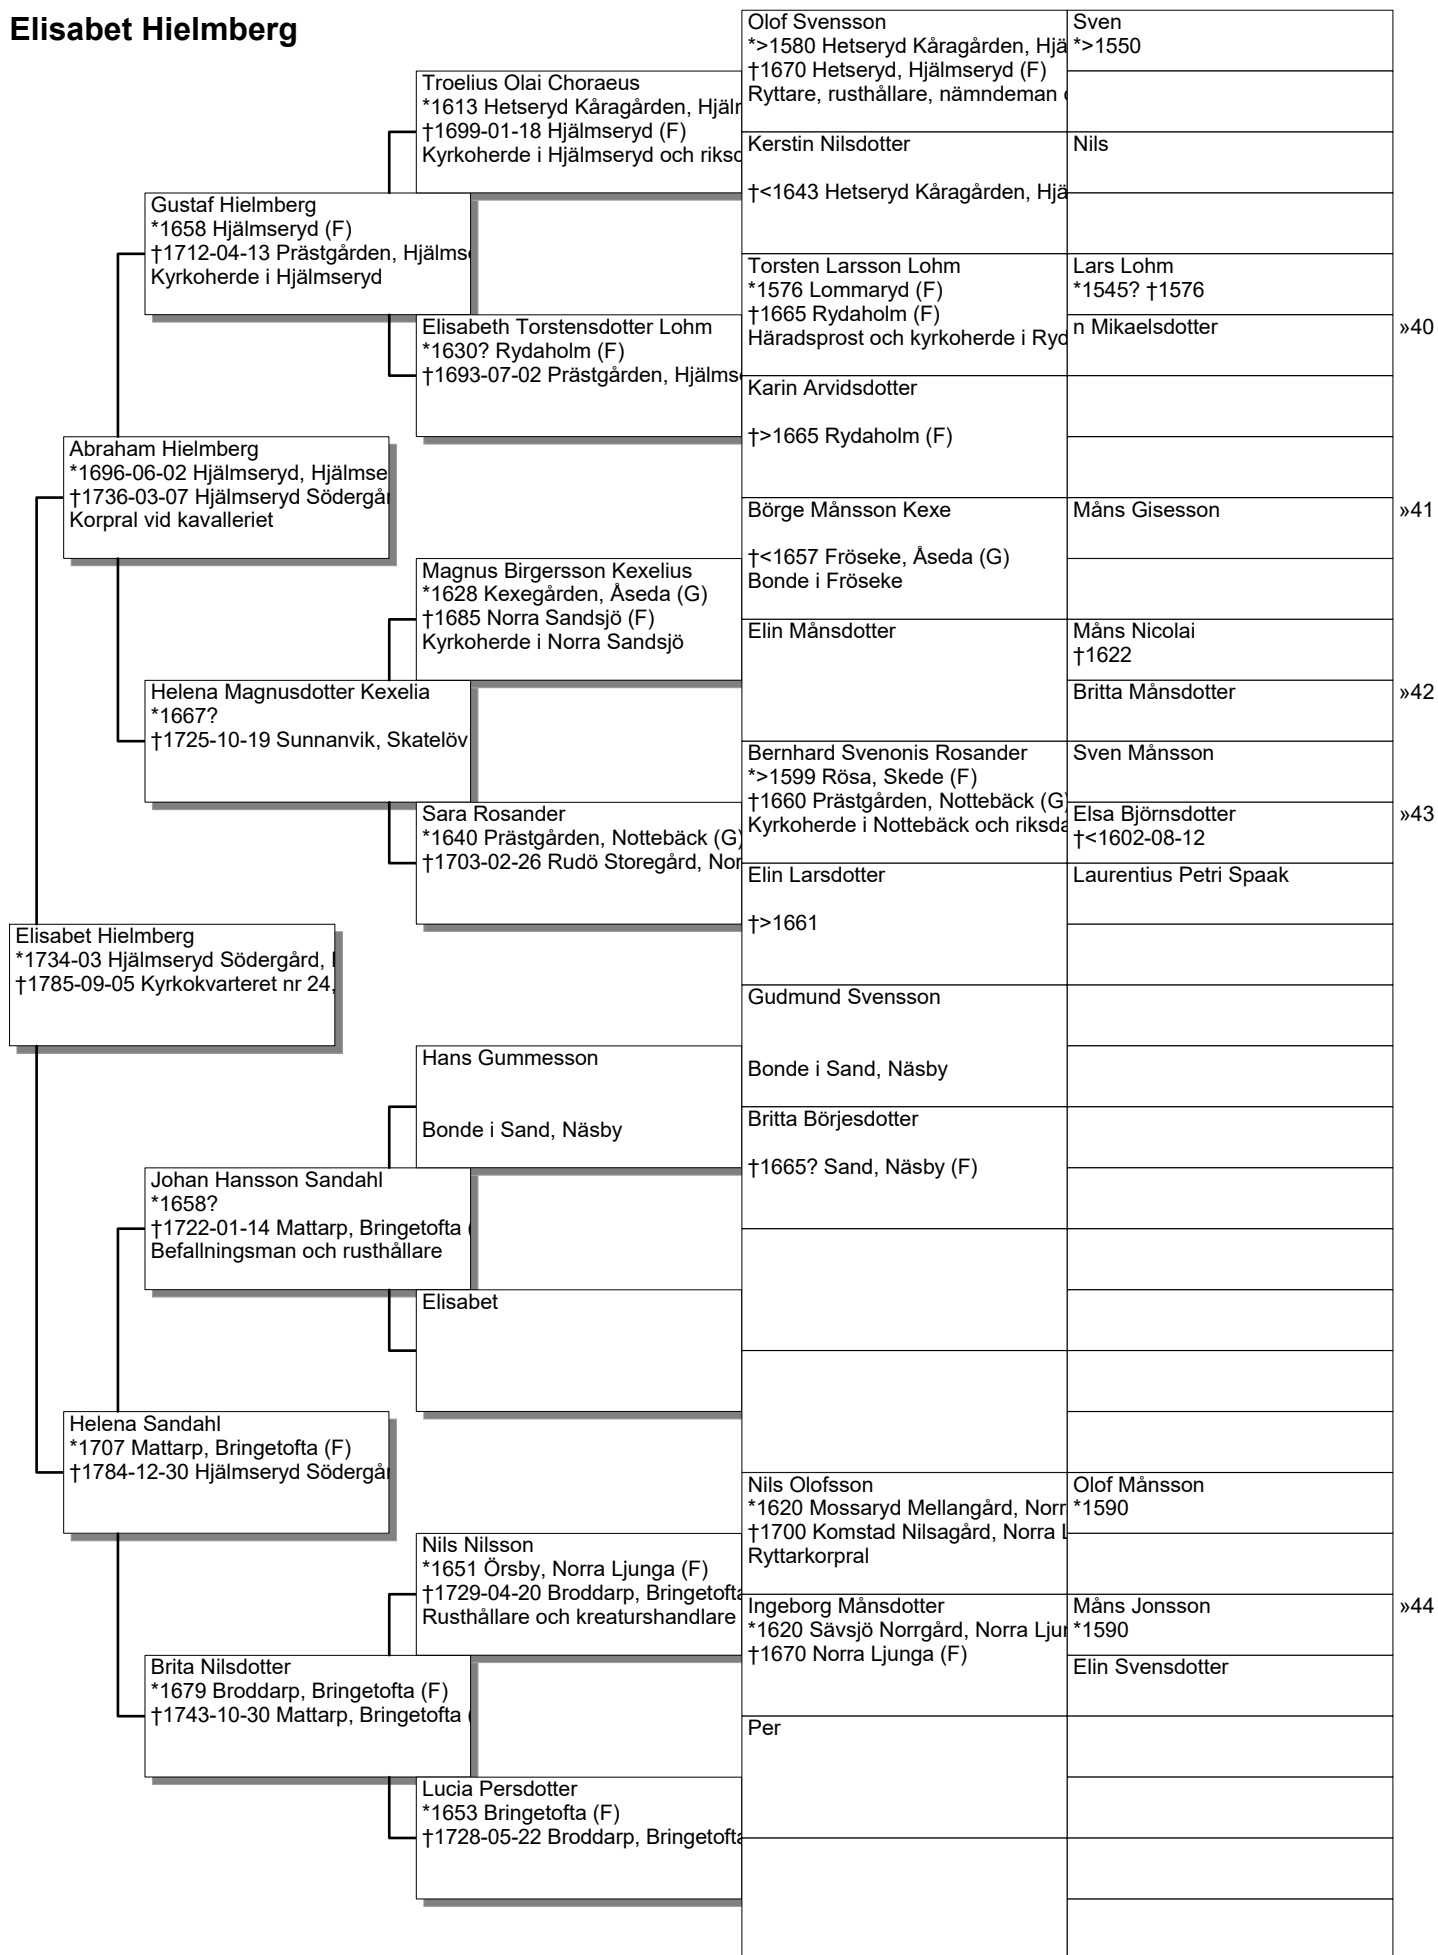 Elisabet Hielmberg
Elisabet Hielmberg
*1734-03 Hjälmseryd Södergård,
†1785-09-05 Kyrkokvarteret nr 24,
Abraham Hielmberg
*1696-06-02 Hjälmseryd, Hjälmse
†1736-03-07 Hjälmseryd Södergår
Korpral vid kavalleriet
Helena Sandahl
*1707 Mattarp, Bringetofta (F)
†1784-12-30 Hjälmseryd Södergår
Gustaf Hielmberg
*1658 Hjälmseryd (F)
†1712-04-13 Prästgården, Hjälmse
Kyrkoherde i Hjälmseryd
Helena Magnusdotter Kexelia
*1667?
†1725-10-19 Sunnanvik, Skatelöv
Johan Hansson Sandahl
*1658?
†1722-01-14 Mattarp, Bringetofta (
Befallningsman och rusthållare
Brita Nilsdotter
*1679 Broddarp, Bringetofta (F)
†1743-10-30 Mattarp, Bringetofta (
Troelius Olai Choraeus
*1613 Hetseryd Kåragården, Hjälm
†1699-01-18 Hjälmseryd (F)
Kyrkoherde i Hjälmseryd och riksd
Elisabeth Torstensdotter Lohm
*1630? Rydaholm (F)
†1693-07-02 Prästgården, Hjälmse
Magnus Birgersson Kexelius
*1628 Kexegården, Åseda (G)
†1685 Norra Sandsjö (F)
Kyrkoherde i Norra Sandsjö
Sara Rosander
*1640 Prästgården, Nottebäck (G)
†1703-02-26 Rudö Storegård, Nor
Hans Gummesson
Bonde i Sand, Näsby
Elisabet
Nils Nilsson
*1651 Örsby, Norra Ljunga (F)
†1729-04-20 Broddarp, Bringetofta
Rusthållare och kreaturshandlare
Lucia Persdotter
*1653 Bringetofta (F)
†1728-05-22 Broddarp, Bringetofta
Olof Svensson
*>1580 Hetseryd Kåragården, Hjä
†1670 Hetseryd, Hjälmseryd (F)
Ryttare, rusthållare, nämndeman o
Kerstin Nilsdotter
†<1643 Hetseryd Kåragården, Hjä
Torsten Larsson Lohm
*1576 Lommaryd (F)
†1665 Rydaholm (F)
Häradsprost och kyrkoherde i Ryd
Karin Arvidsdotter
†>1665 Rydaholm (F)
Börge Månsson Kexe
†<1657 Fröseke, Åseda (G)
Bonde i Fröseke
Elin Månsdotter
Bernhard Svenonis Rosander
*>1599 Rösa, Skede (F)
†1660 Prästgården, Nottebäck (G)
Kyrkoherde i Nottebäck och riksda
Elin Larsdotter
†>1661
Gudmund Svensson
Bonde i Sand, Näsby
Britta Börjesdotter
†1665? Sand, Näsby (F)
Nils Olofsson
*1620 Mossaryd Mellangård, Norr
†1700 Komstad Nilsagård, Norra L
Ryttarkorpral
Ingeborg Månsdotter
*1620 Sävsjö Norrgård, Norra Ljun
†1670 Norra Ljunga (F)
Per
Sven
*>1550
Nils
Lars Lohm
*1545? †1576
n Mikaelsdotter
»40
Måns Gisesson
»41
Måns Nicolai
†1622
Britta Månsdotter
»42
Sven Månsson
Elsa Björnsdotter
†<1602-08-12
»43
Laurentius Petri Spaak
Olof Månsson
*1590
Måns Jonsson
*1590
»44
Elin Svensdotter